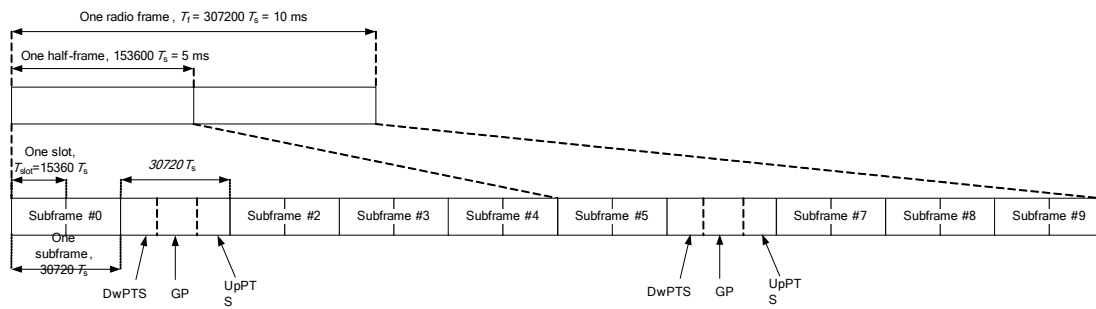 One radio frame , Tf = 307200 Ts = 10 ms
One half-frame , 153600 Ts = 5 ms
One slot,
Tslot=15360 Ts
30720 Ts
Subframe #0
Subframe #2
Subframe #3
Subframe #4
Subframe #5
Subframe #7
Subframe #8
Subframe #9
One
subframe,
30720 Ts
DwPTS
GP
UpPT
S
DwPTS
GP
UpPT
S